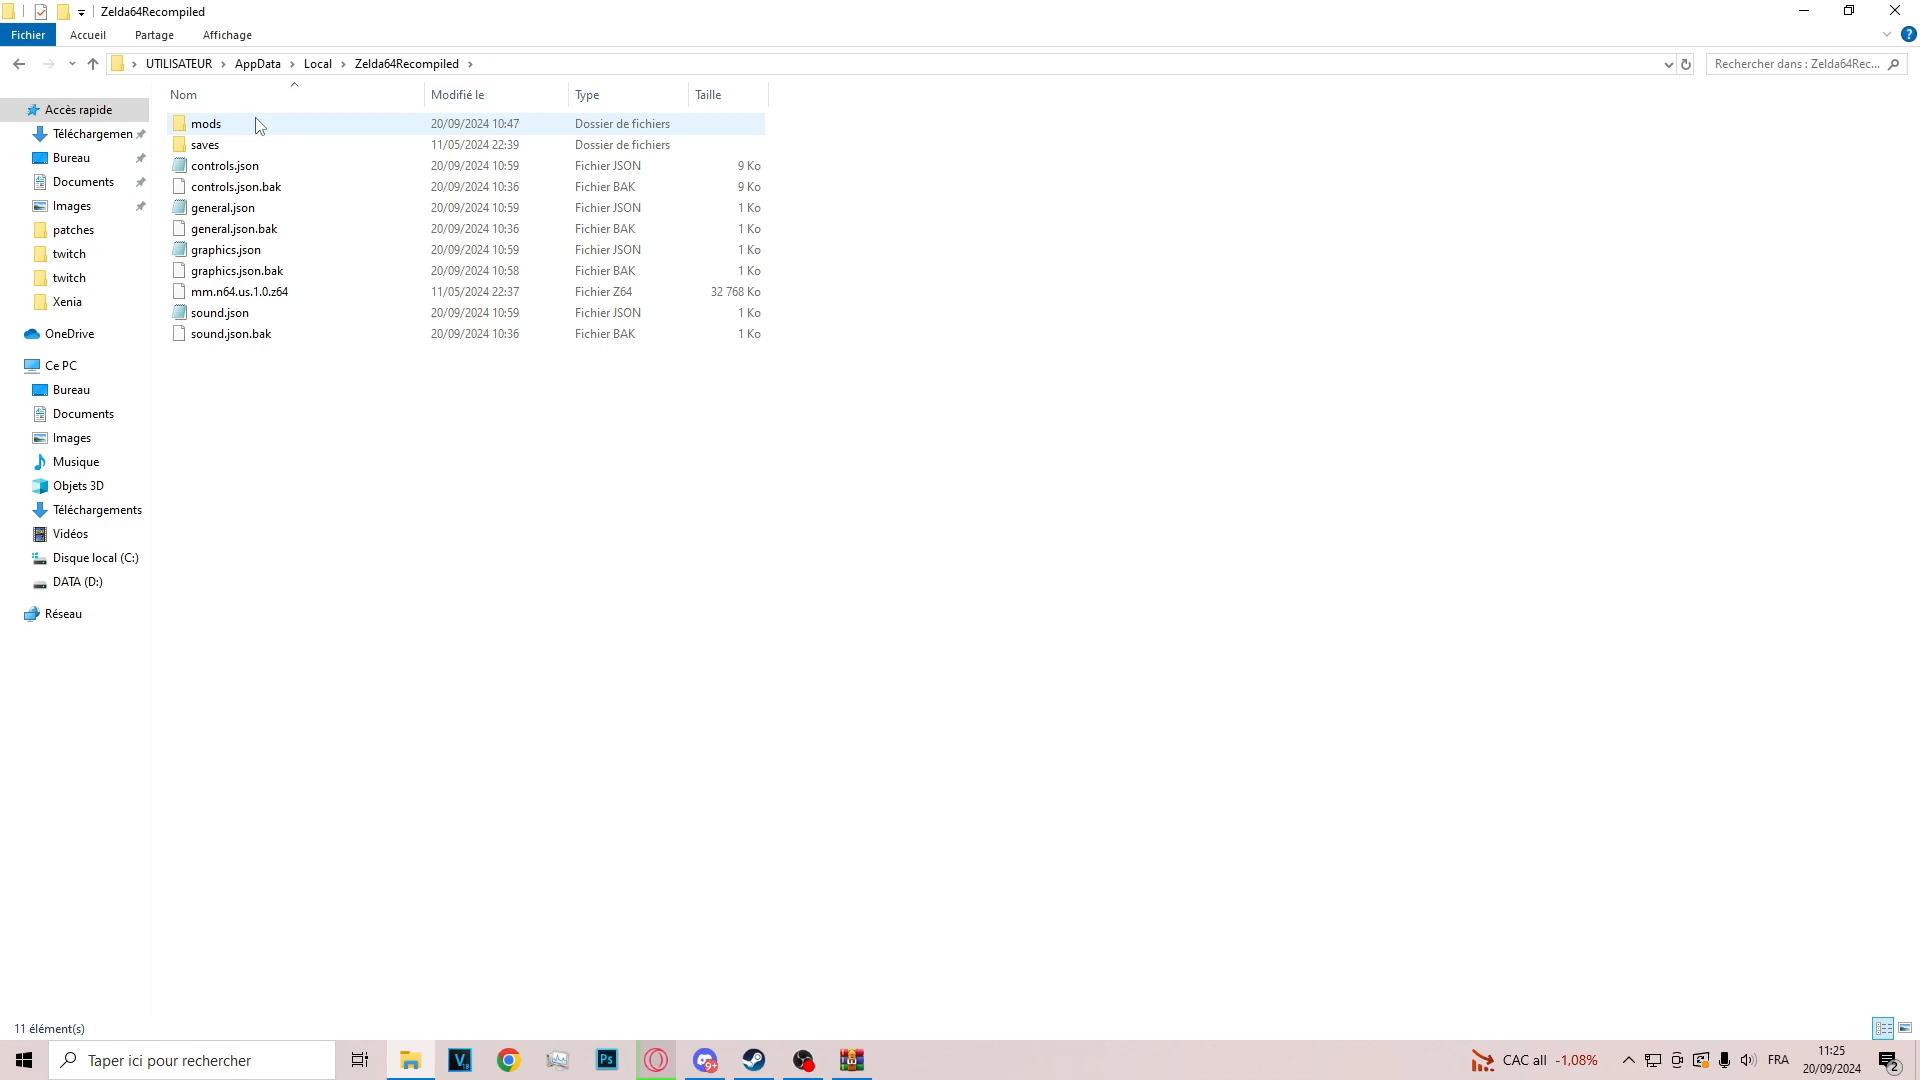 Zelda64Recompiled
Fichier Accueil Partage Affichage
UTILISATEUR AppData Local Zelda64Recompiled
Rechercher dans : Zelda64Rec...
Nom Modifié le Type Taille
mods 20/09/2024 10:47 Dossier de fichiers
saves 11/05/2024 22:39 Dossier de fichiers
controls.json 20/09/2024 10:59 Fichier JSON 9 Ko
controls.json.bak 20/09/2024 10:36 Fichier BAK 9 Ko
general.json 20/09/2024 10:59 Fichier JSON 1 Ko
general.json.bak 20/09/2024 10:36 Fichier BAK 1 Ko
graphics.json 20/09/2024 10:59 Fichier JSON 1 Ko
graphics.json.bak 20/09/2024 10:58 Fichier BAK 1 Ko
mm.n64.us.1.0.z64 11/05/2024 22:37 Fichier Z64 32 768 Ko
sound.json 20/09/2024 10:59 Fichier JSON 1 Ko
sound.json.bak 20/09/2024 10:36 Fichier BAK 1 Ko
Accès rapide
Téléchargemen
Bureau
Documents
Images
patches
twitch
twitch
Xenia
OneDrive
Ce PC
Bureau
Documents
Images
Musique
Objets 3D
Téléchargements
Vidéos
Disque local (C:)
DATA (D:)
Réseau
11 élément(s)
Taper ici pour rechercher
Ps
9+
CAC all -1,08%
FRA
11:25
20/09/2024
2